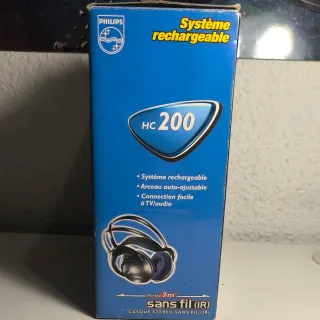 PHILIPS
Système
rechargeable
HC 200
• Système rechargeable
• Arceau auto-ajustable
• Connection facile
à TV/audio
7m
sans fil (IR)
CASQUE STEREO SANS FIL (IR)